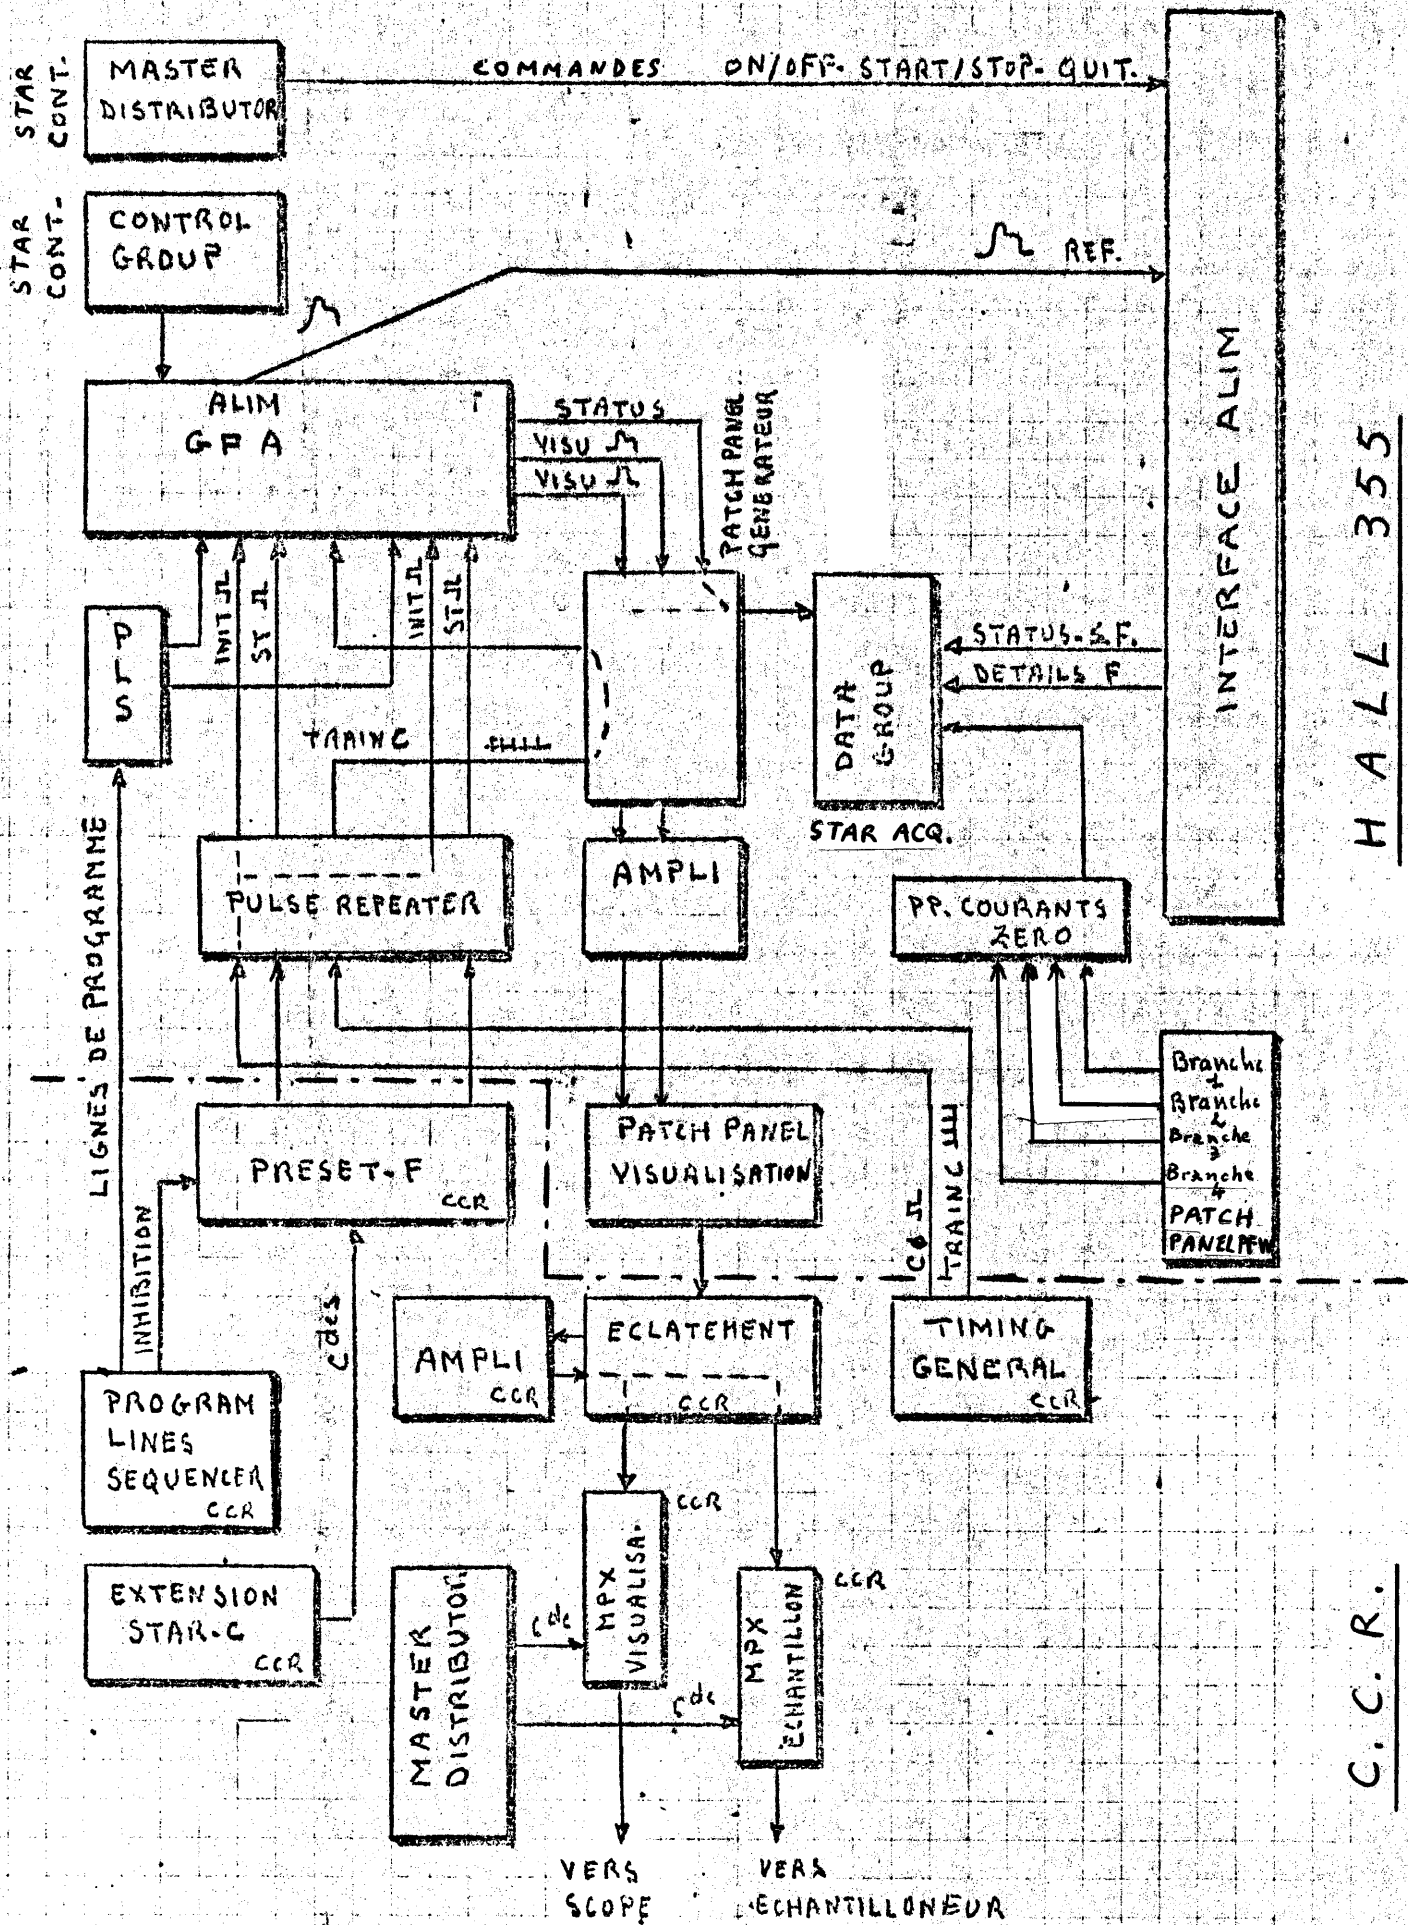 STAR
CONT.
MASTER
DISTRIBUTOR
COMMANDES ON/OFF- START/STOP- QUIT.
STAR
CONT.
CONTROL
GROUP
REF.
INTERFACE ALIM
HALL 355
ALIM
GFA
STATUS
VISU
VISU
PATCH PANEL
GENERATEUR
PLS
INIT
ST
INIT
ST
TRAIN C
DATA
GROUP
STAR ACQ.
STATUS-S.F.
DETAILS F
LIGNES DE PROGRAMME
PULSE REPEATER
AMPLI
PP. COURANTS
ZERO
Branche
1
Branche
2
Branche
3
Branche
4
PATCH
PANEL PFW
PRESET-F
CCR
PATCH PANEL
VISUALISATION
INHIBITION
Cdes
TRAIN C
AMPLI
CCR
ECLATEMENT
CCR
TIMING
GENERAL
CCR
PROGRAM
LINES
SEQUENCER
CCR
EXTENSION
STAR-C
CCR
MASTER
DISTRIBUTOR
cde
cde
MPX
VISUALISA.
CCR
MPX
ECHANTILLON
CCR
VERS
SCOPE
VERS
ECHANTILLONEUR
C.C.R.